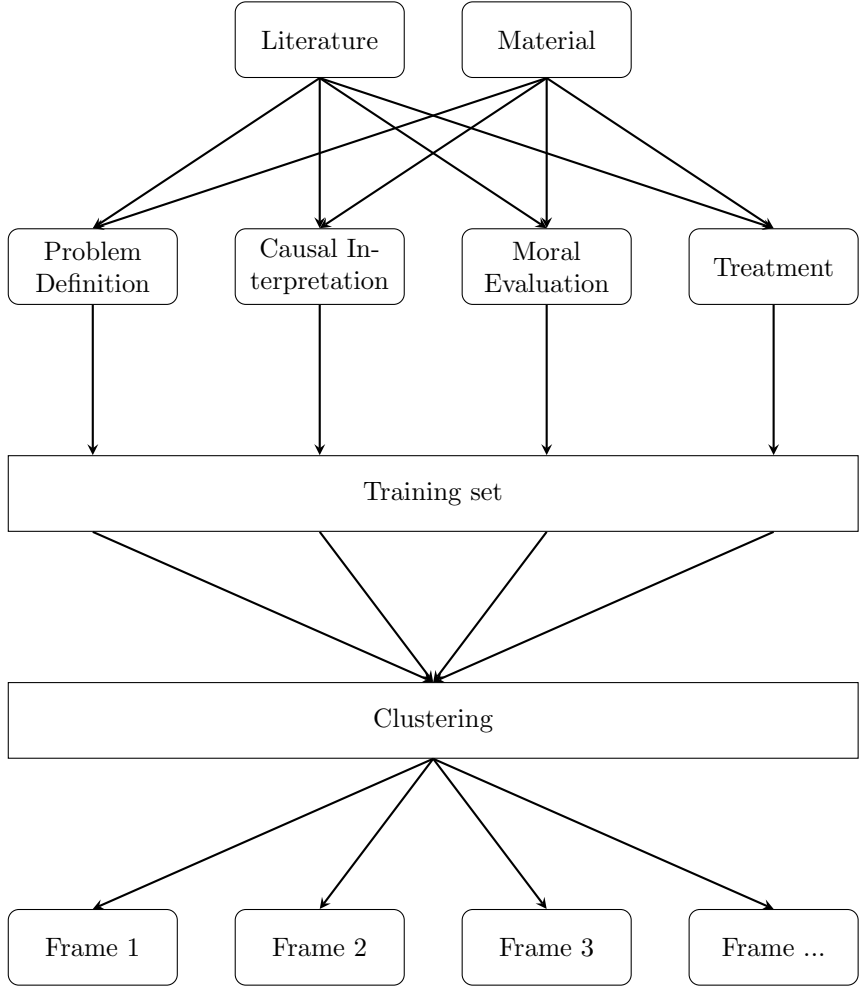 Literature
Material
Problem
Definition
Causal In-
terpretation
Moral
Evaluation
Treatment
Training set
Clustering
Frame 1
Frame 2
Frame 3
Frame ...